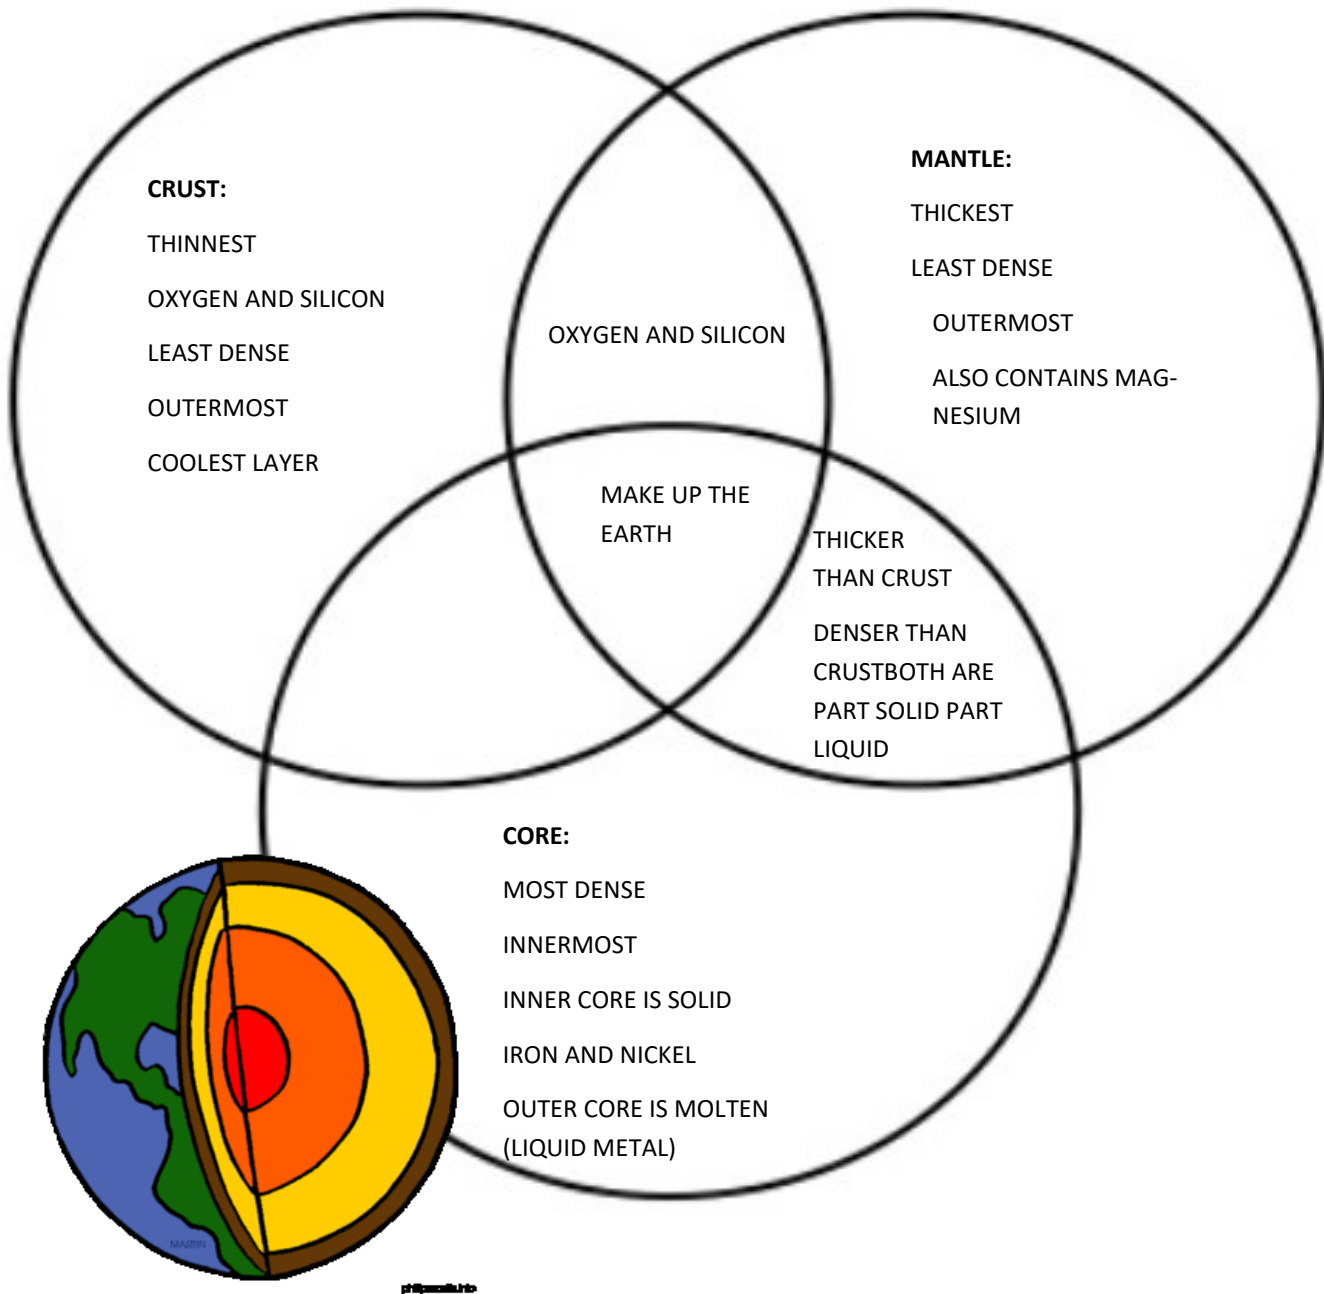 CRUST:
THINNEST
OXYGEN AND SILICON
LEAST DENSE
OUTERMOST
COOLEST LAYER
OXYGEN AND SILICON
MANTLE:
THICKEST
LEAST DENSE
OUTERMOST
ALSO CONTAINS MAG-
NESIUM
MAKE UP THE
EARTH
THICKER
THAN CRUST
DENSER THAN
CRUSTBOTH ARE
PART SOLID PART
LIQUID
CORE:
MOST DENSE
INNERMOST
INNER CORE IS SOLID
IRON AND NICKEL
OUTER CORE IS MOLTEN
(LIQUID METAL)
MARTIN